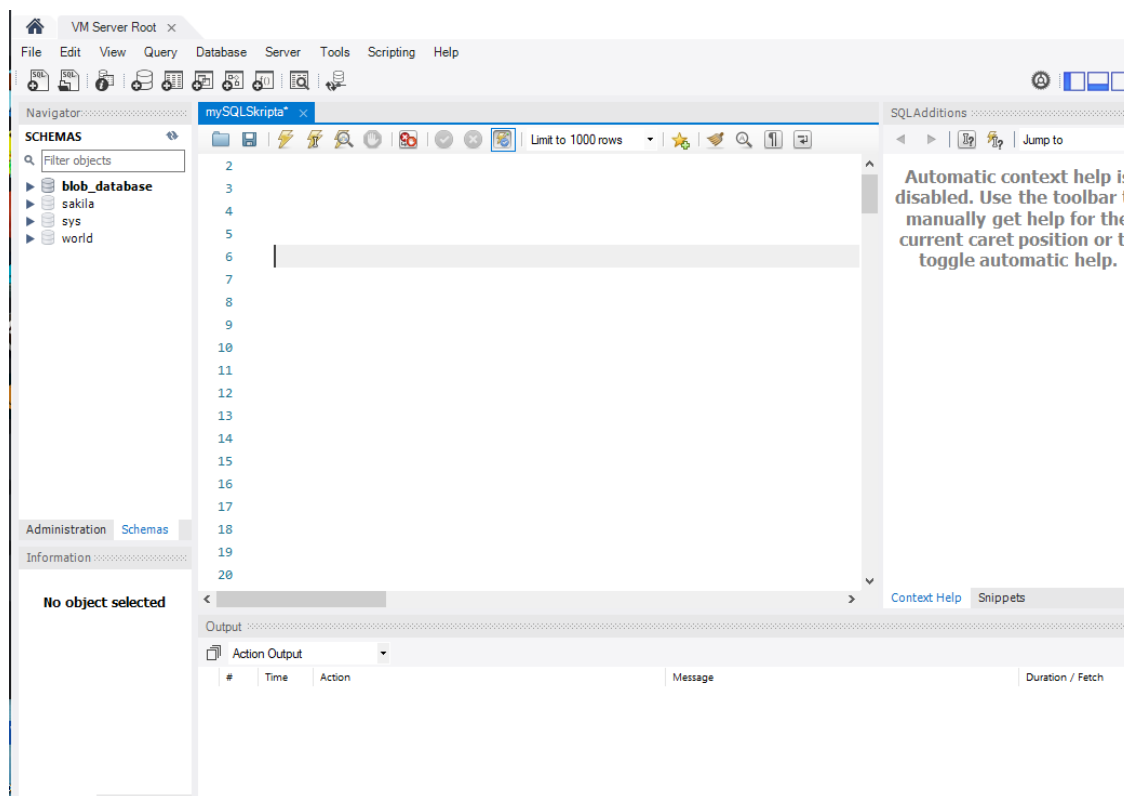 VM Server Root
File Edit View Query Database Server Tools Scripting Help
SQL SQL
Navigator
SCHEMAS
Filter objects
blob_database
sakila
sys
world
Administration Schemas
Information
No object selected
mySQLSkripta*
Limit to 1000 rows
2
3
4
5
6
7
8
9
10
11
12
13
14
15
16
17
18
19
20
SQLAdditions
Jump to
Automatic context help is
disabled. Use the toolbar t
manually get help for the
current caret position or t
toggle automatic help.
Context Help Snippets
Output
Action Output
# Time Action Message Duration / Fetch